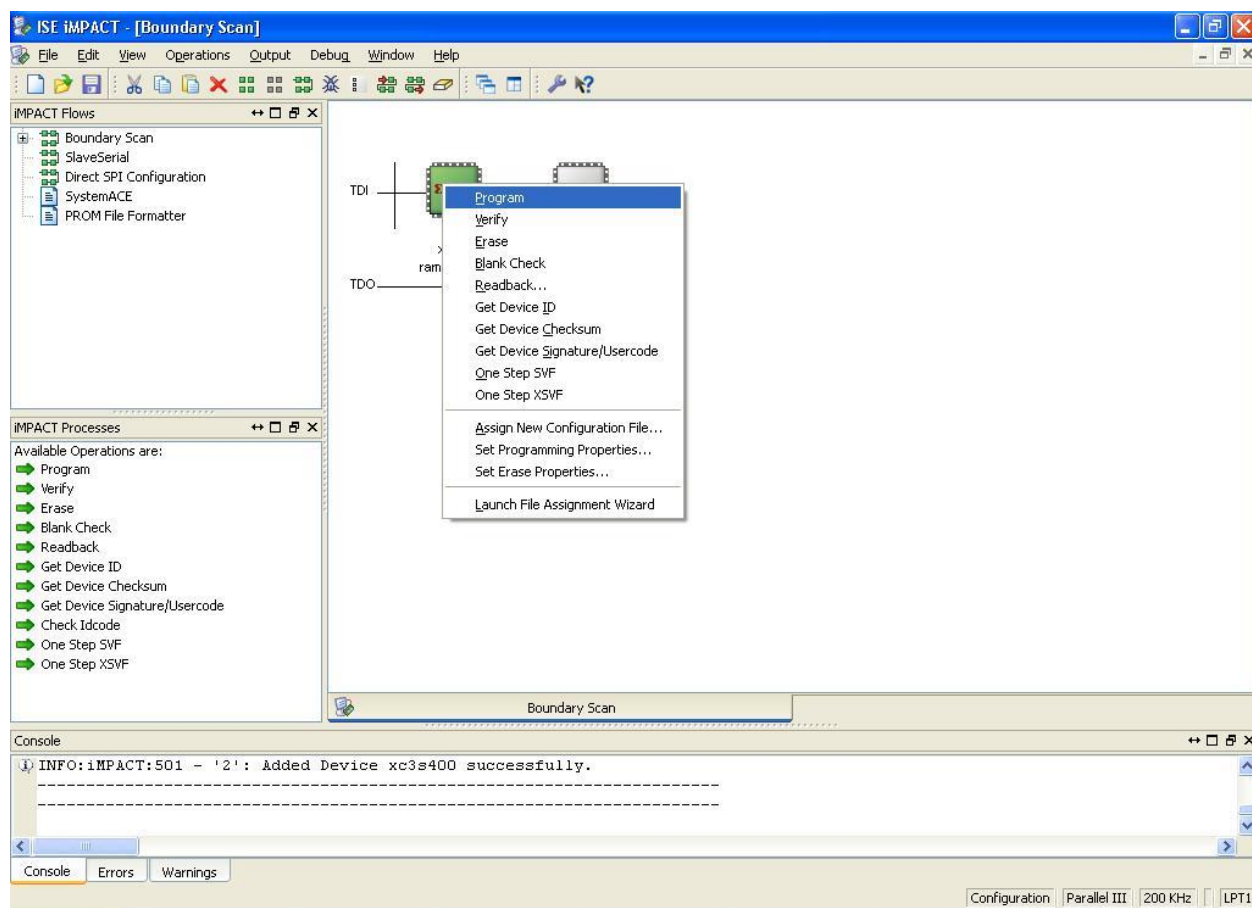 ISE iMPACT - [Boundary Scan]
File Edit View Operations Output Debug Window Help
iMPACT Flows
Boundary Scan
SlaveSerial
Direct SPI Configuration
SystemACE
PROM File Formatter
TDI
ram
TDO
Program
Verify
Erase
Blank Check
Readback...
Get Device ID
Get Device Checksum
Get Device Signature/Usercode
One Step SVF
One Step XSVF
Assign New Configuration File...
Set Programming Properties...
Set Erase Properties...
Launch File Assignment Wizard
iMPACT Processes
Available Operations are:
Program
Verify
Erase
Blank Check
Readback
Get Device ID
Get Device Checksum
Get Device Signature/Usercode
Check Idcode
One Step SVF
One Step XSVF
Boundary Scan
Console
INFO:iMPACT:501 - '2': Added Device xc3s400 successfully.
----------------------------------------------------------------------
----------------------------------------------------------------------
Console Errors Warnings
Configuration Parallel III 200 KHz LPT1